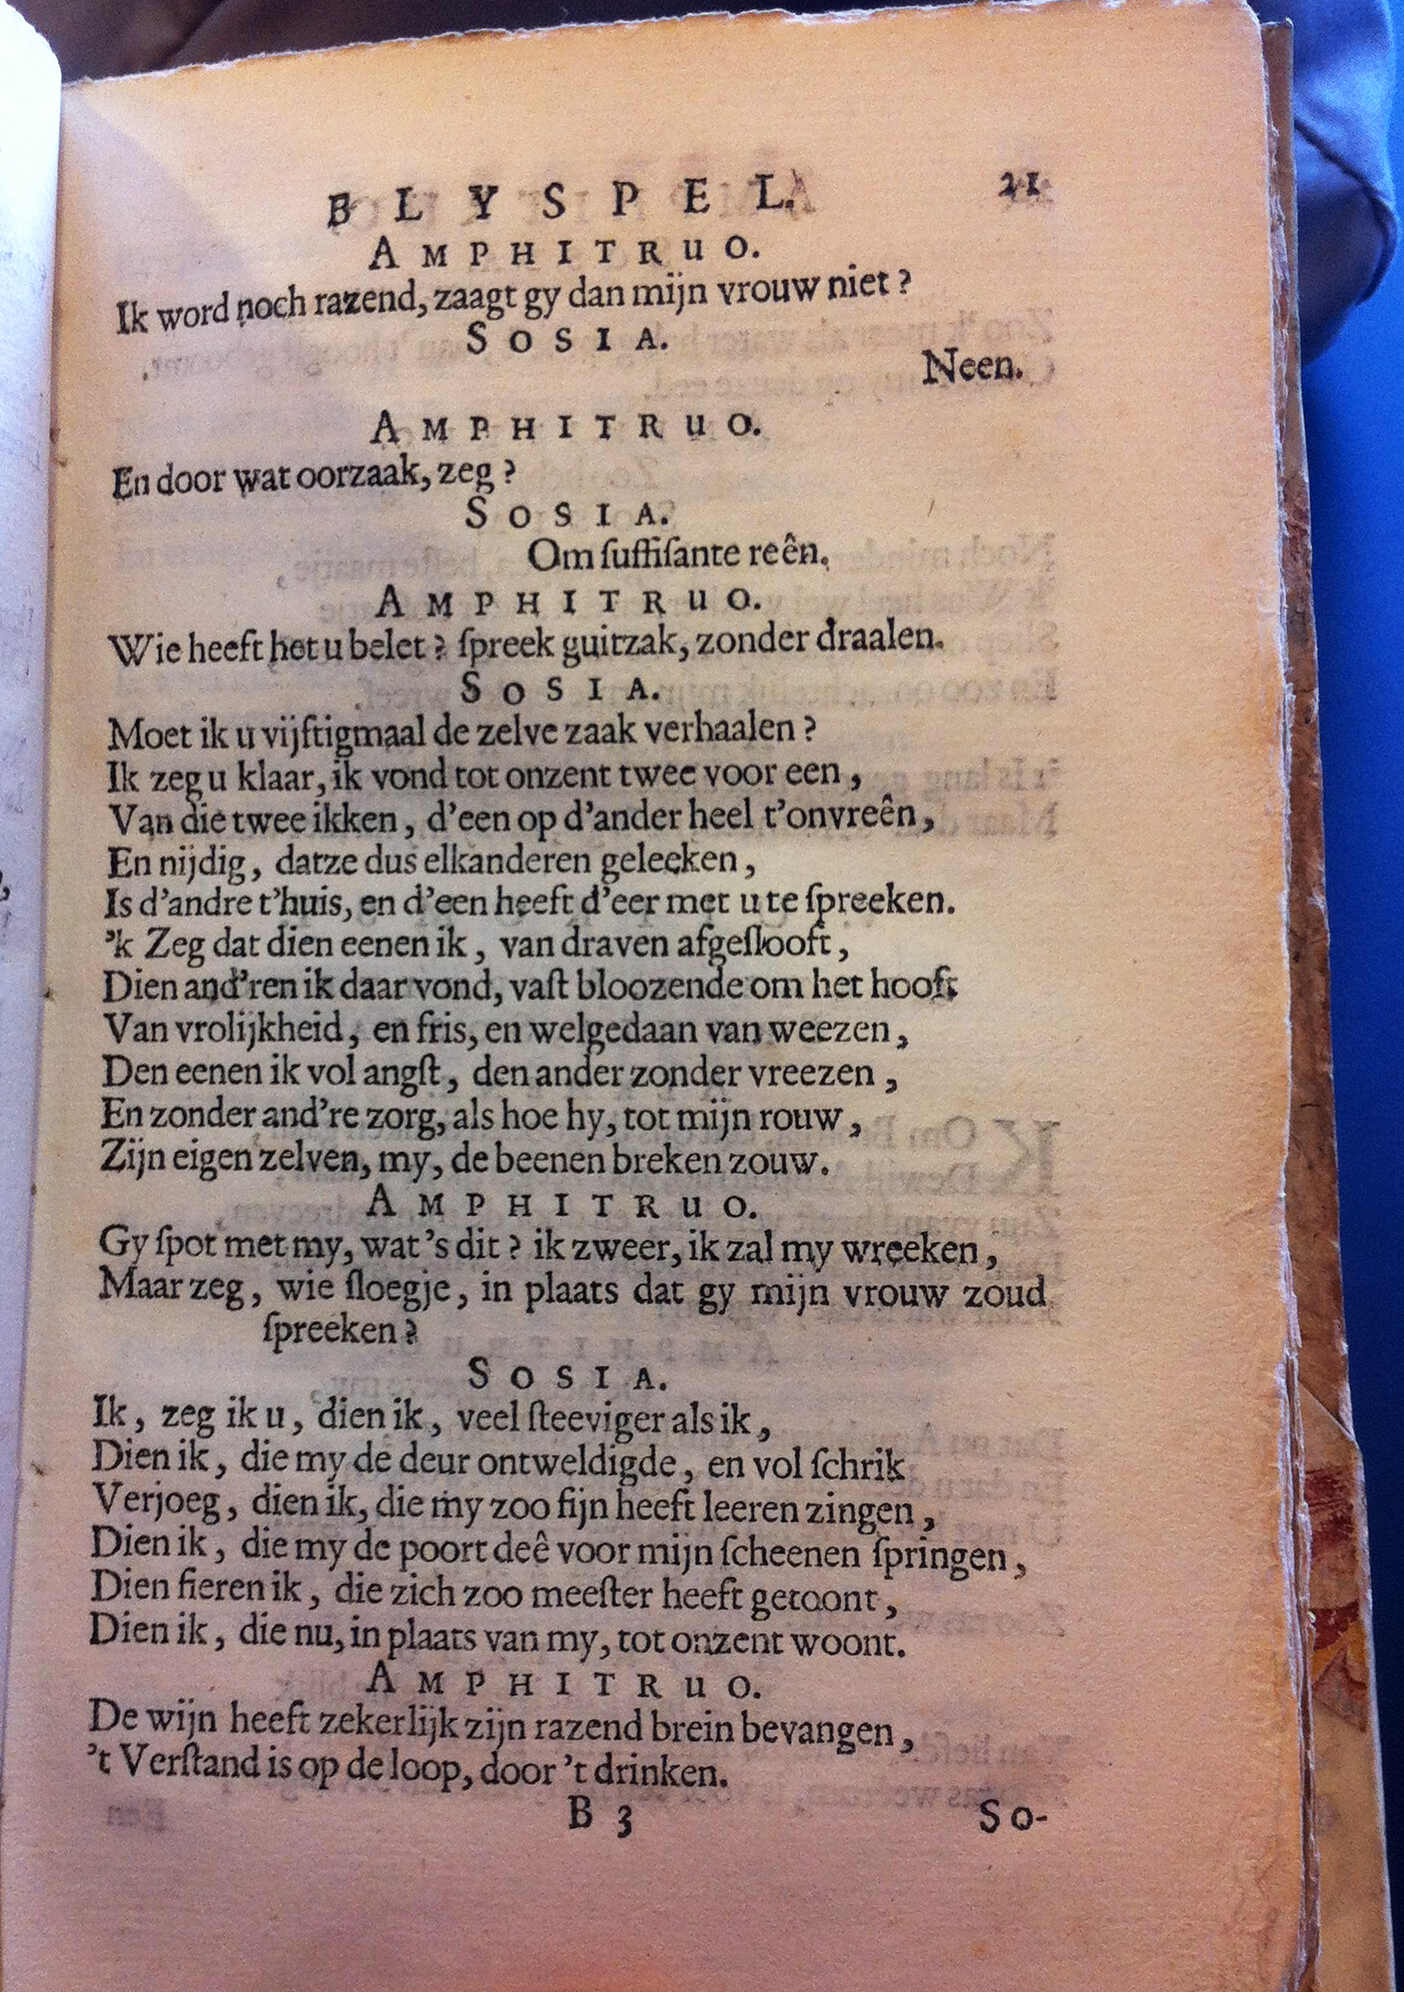 BLYSPEL. 21
AMPHITRUO.
Ik word noch razend, zaagt gy dan mijn vrouw niet?
SOSIA.
Neen.
AMPHITRUO.
En door wat oorzaak, zeg?
SOSIA.
Om ſuffiſante reên.
AMPHITRUO.
Wie heeft het u belet? ſpreek guitzak, zonder draalen.
SOSIA.
Moet ik u vijftigmaal de zelve zaak verhaalen?
Ik zeg u klaar, ik vond tot onzent twee voor een,
Van die twee ikken, d'een op d'ander heel t'onvreên,
En nijdig, datze dus elkanderen geleeken,
Is d'andre t'huis, en d'een heeft d'eer met u te ſpreeken.
'k Zeg dat dien eenen ik, van draven afgeſlooft,
Dien and'ren ik daar vond, vaſt bloozende om het hooft
Van vrolijkheid, en fris, en welgedaan van weezen,
Den eenen ik vol angſt, den ander zonder vreezen,
En zonder and're zorg, als hoe hy, tot mijn rouw,
Zijn eigen zelven, my, de beenen breken zouw.
AMPHITRUO.
Gy ſpot met my, wat 's dit? ik zweer, ik zal my wreeken,
Maar zeg, wie ſloegje, in plaats dat gy mijn vrouw zoud
ſpreeken?
SOSIA.
Ik, zeg ik u, dien ik, veel ſteeviger als ik,
Dien ik, die my de deur ontweldigde, en vol ſchrik
Verjoeg, dien ik, die my zoo fijn heeft leeren zingen,
Dien ik, die my de poort deê voor mijn ſcheenen ſpringen,
Dien fieren ik, die zich zoo meeſter heeft getoont,
Dien ik, die nu, in plaats van my, tot onzent woont.
AMPHITRUO.
De wijn heeft zekerlijk zijn razend brein bevangen,
't Verſtand is op de loop, door 't drinken.
B 3 So-